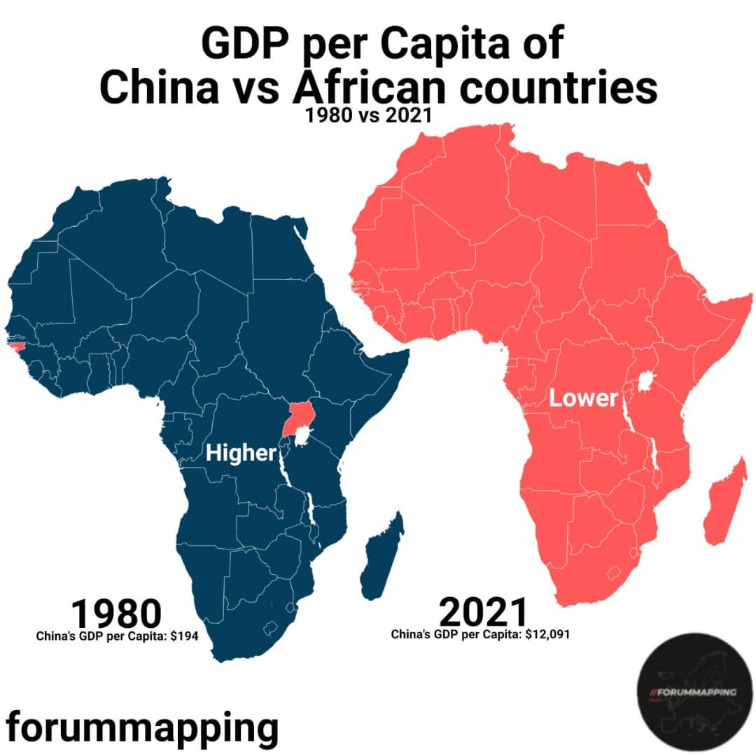 GDP per Capita of
China vs African countries
1980 vs 2021
Higher
Lower
1980
China's GDP per Capita: $194
2021
China's GDP per Capita: $12,091
//FORUMMAPPING
forummapping